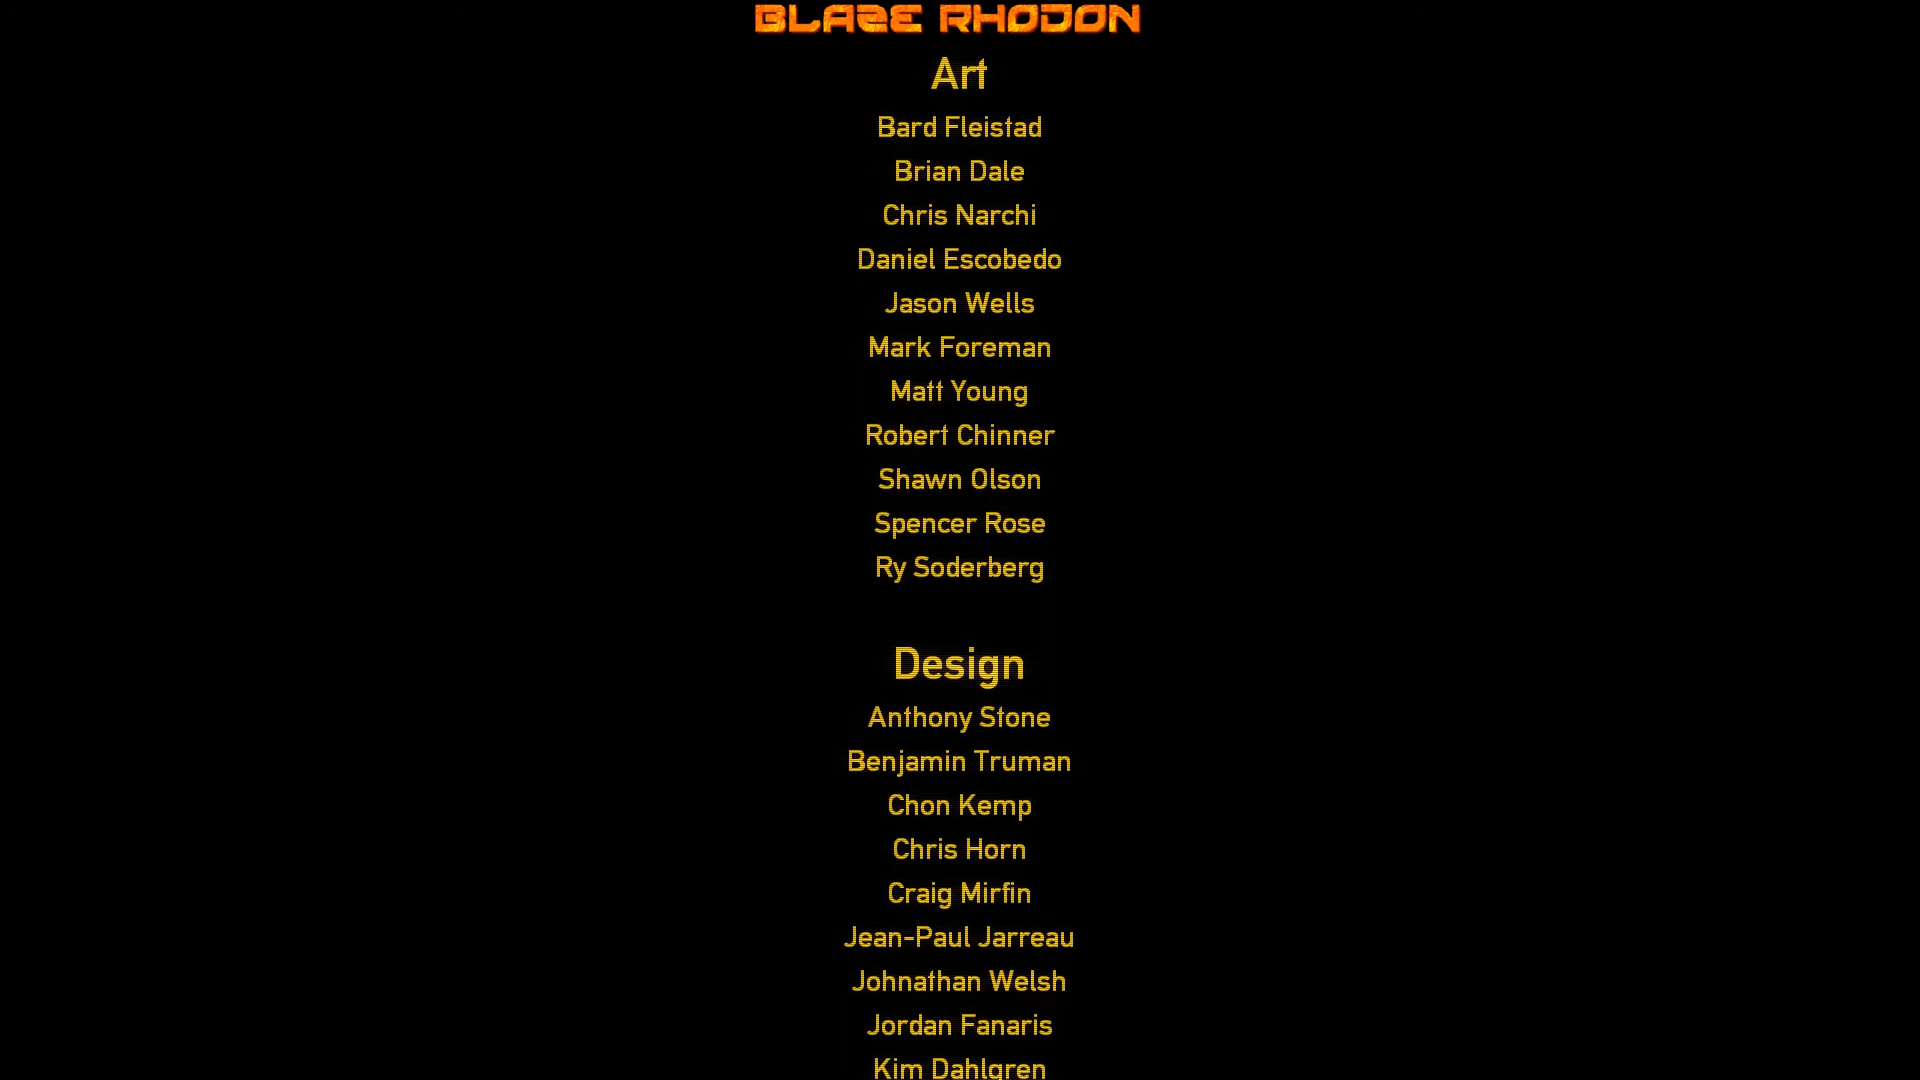 BLAZE RHODON
Art
Bard Fleistad
Brian Dale
Chris Narchi
Daniel Escobedo
Jason Wells
Mark Foreman
Matt Young
Robert Chinner
Shawn Olson
Spencer Rose
Ry Soderberg
Design
Anthony Stone
Benjamin Truman
Chon Kemp
Chris Horn
Craig Mirfin
Jean-Paul Jarreau
Johnathan Welsh
Jordan Fanaris
Kim Dahlgren